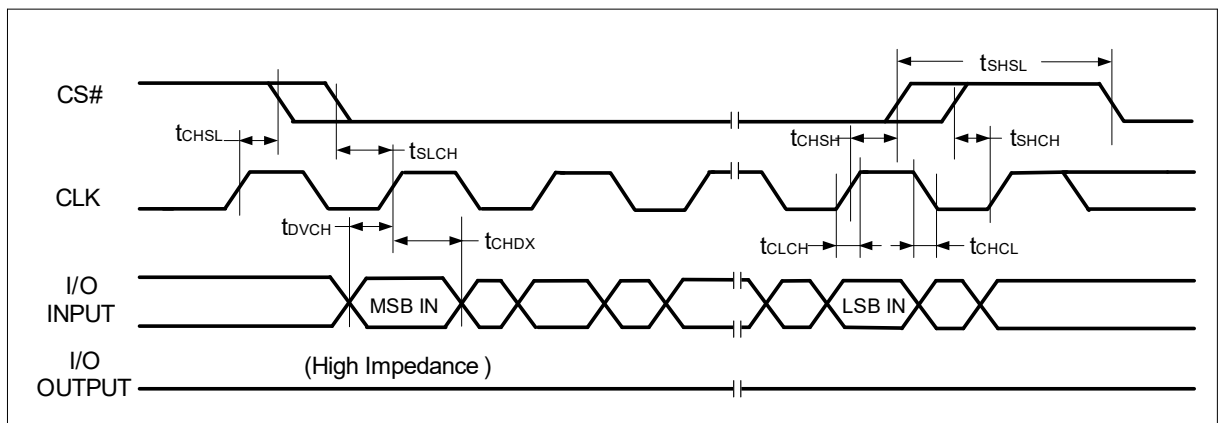 tSHSL
CS#
tCHSL
tSLCH
tCHSH
tSHCH
CLK
tDVCH
tCHDX
tCLCH
tCHCL
I/O
INPUT
MSB IN
LSB IN
I/O
OUTPUT
(High Impedance )